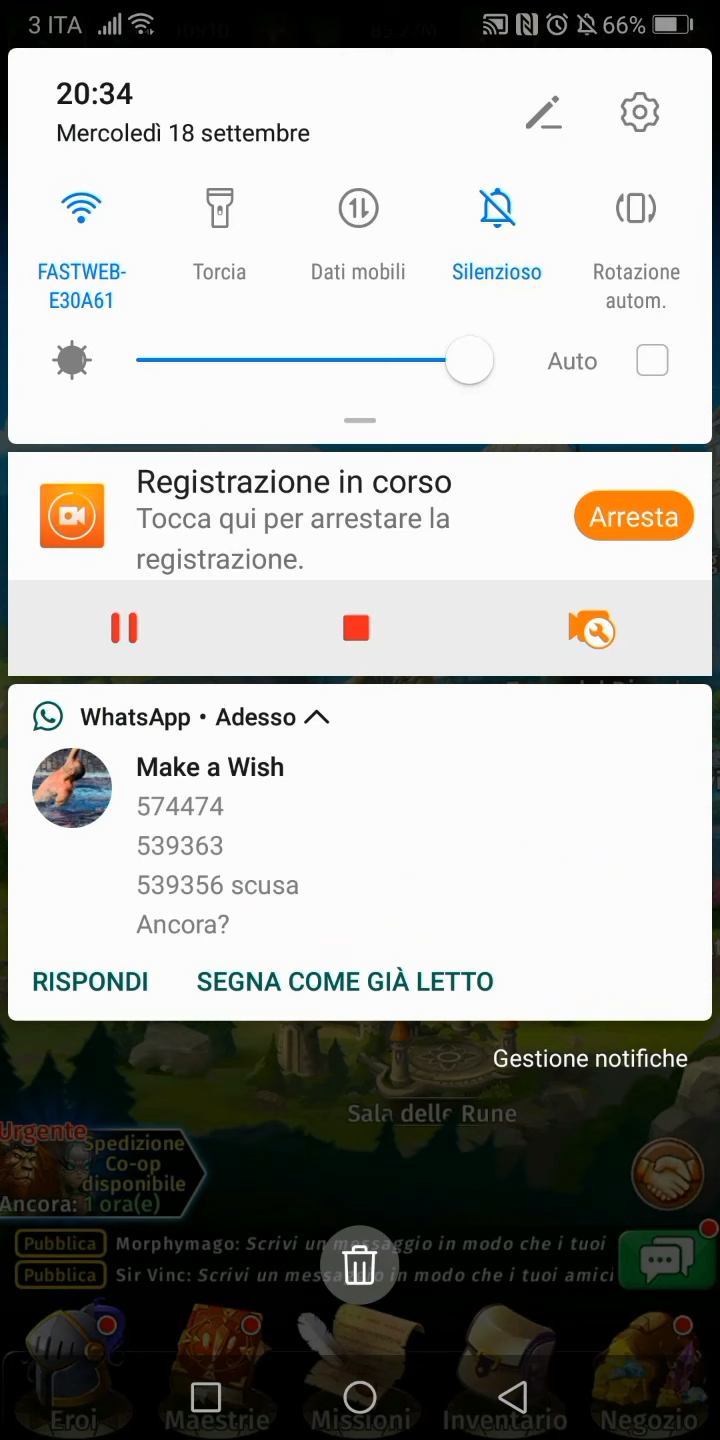 3 ITA 66%
20:34
Mercoledì 18 settembre
FASTWEB-
E30A61
Torcia
Dati mobili
Silenzioso
Rotazione
autom.
Auto
Registrazione in corso
Tocca qui per arrestare la
registrazione.
Arresta
WhatsApp • Adesso
Make a Wish
574474
539363
539356 scusa
Ancora?
RISPONDI SEGNA COME GIÀ LETTO
Gestione notifiche
Sala delle Rune
Urgente
Spedizione
Co-op
disponibile
Ancora: 1 ora(e)
Pubblica Morphymago: Scrivi un messaggio in modo che i tuoi
Pubblica Sir Vinc: Scrivi un messaggio in modo che i tuoi amici
Eroi Maestrie Missioni Inventario Negozio